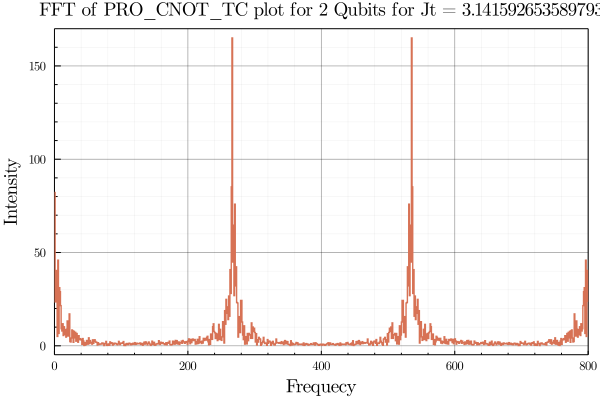 FFT of PRO_CNOT_TC plot for 2 Qubits for Jt = 3.141592653589793
150
100
50
0
Intensity
0 200 400 600 800
Frequecy